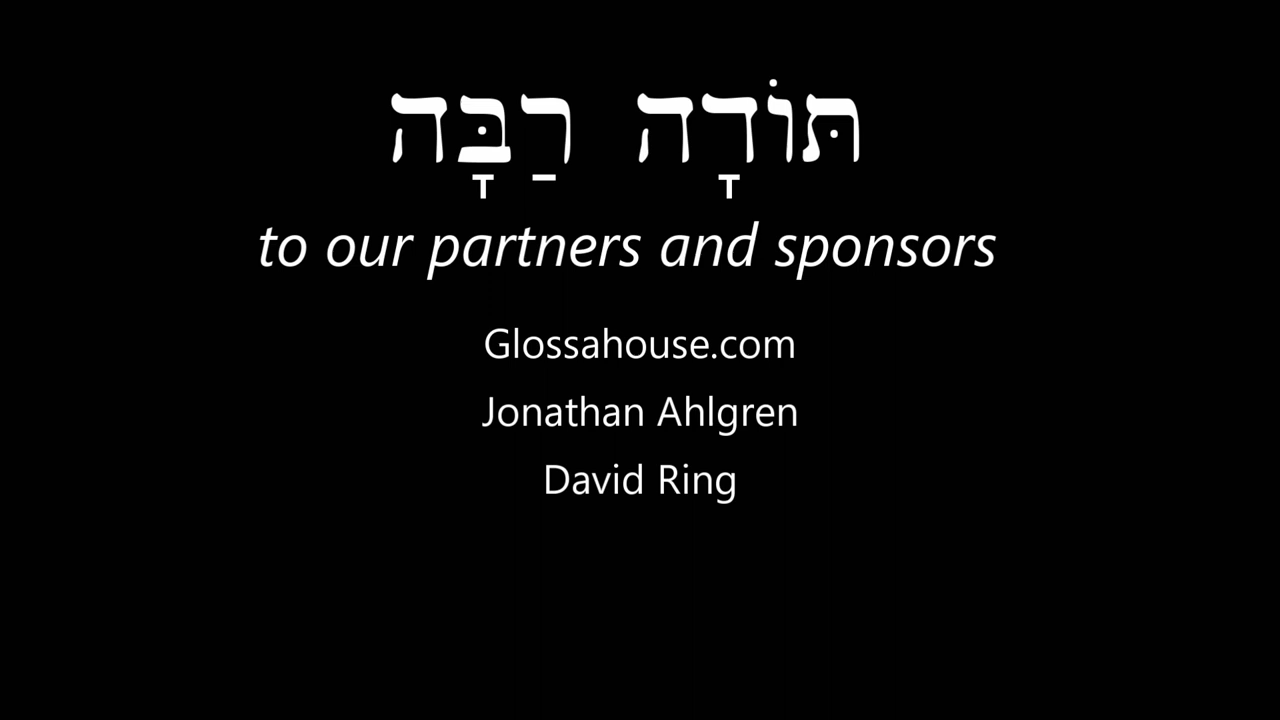 תּוֹדָה רַבָּה
to our partners and sponsors
Glossahouse.com
Jonathan Ahlgren
David Ring